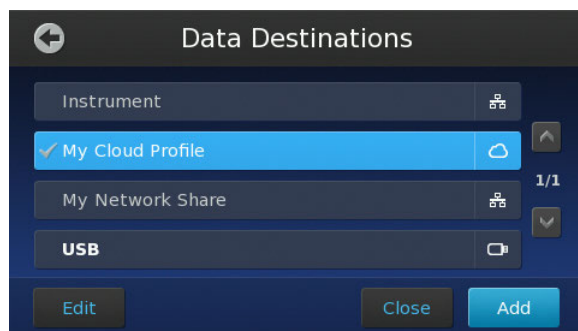 Data Destinations
Instrument
My Cloud Profile
1/1
My Network Share
USB
Edit
Close
Add